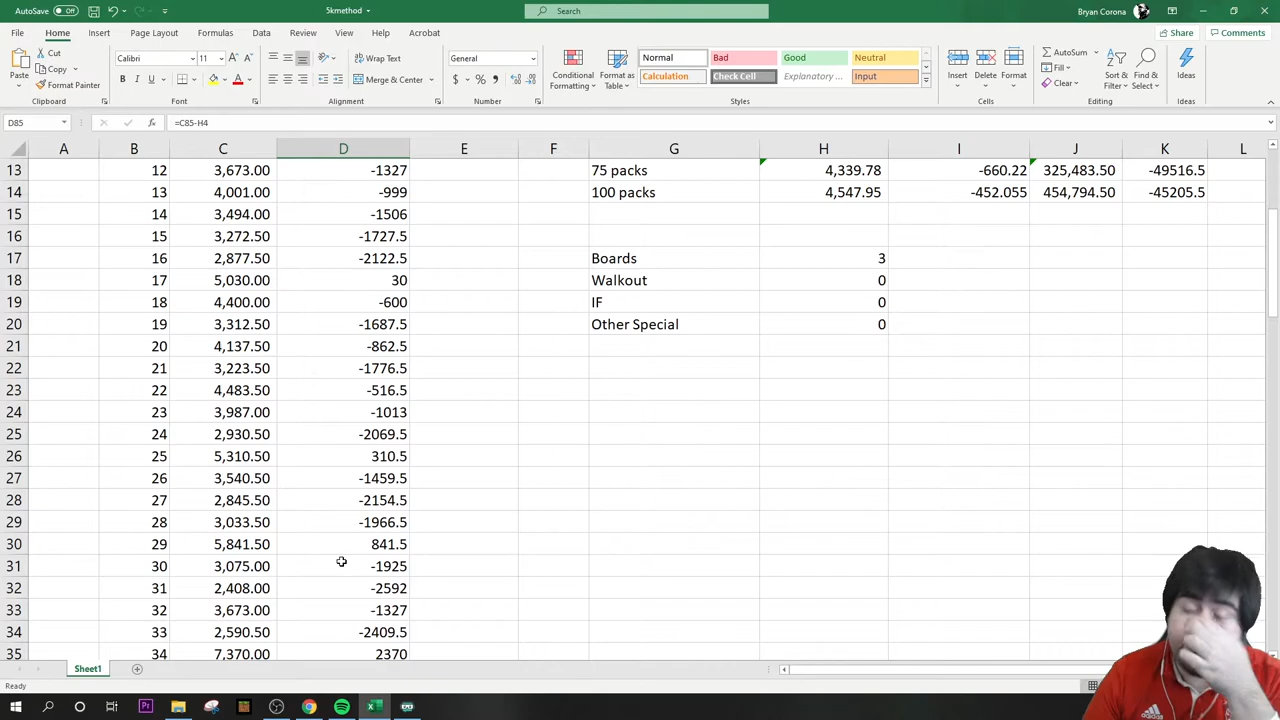 AutoSave Off 5kmethod Search Bryan Corona
File Home Insert Page Layout Formulas Data Review View Help Acrobat Share Comments
Paste Cut Copy Format Painter Clipboard
Calibri 11 B I U Font
Wrap Text Merge & Center Alignment
General $ % Number
Conditional Formatting Format as Table
Normal Bad Good Neutral
Calculation Check Cell Explanatory ... Input
Styles
Insert Delete Format Cells
AutoSum Fill Clear Sort & Filter Find & Select Editing
Ideas Ideas
D85 fx =C85-H4
A B C D E F G H I J K L
13 12 3,673.00 -1327 75 packs 4,339.78 -660.22 325,483.50 -49516.5
14 13 4,001.00 -999 100 packs 4,547.95 -452.055 454,794.50 -45205.5
15 14 3,494.00 -1506
16 15 3,272.50 -1727.5
17 16 2,877.50 -2122.5 Boards 3
18 17 5,030.00 30 Walkout 0
19 18 4,400.00 -600 IF 0
20 19 3,312.50 -1687.5 Other Special 0
21 20 4,137.50 -862.5
22 21 3,223.50 -1776.5
23 22 4,483.50 -516.5
24 23 3,987.00 -1013
25 24 2,930.50 -2069.5
26 25 5,310.50 310.5
27 26 3,540.50 -1459.5
28 27 2,845.50 -2154.5
29 28 3,033.50 -1966.5
30 29 5,841.50 841.5
31 30 3,075.00 -1925
32 31 2,408.00 -2592
33 32 3,673.00 -1327
34 33 2,590.50 -2409.5
35 34 7,370.00 2370
Sheet1
Ready
adidas